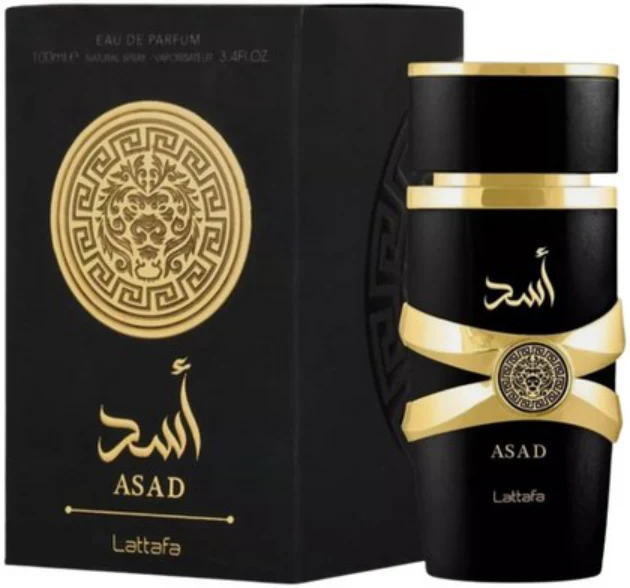 EAU DE PARFUM
100ml℮ NATURAL SPRAY - VAPORISATEUR 3.4FL.OZ.
أسد
ASAD
Lattafa
أسد
ASAD
Lattafa